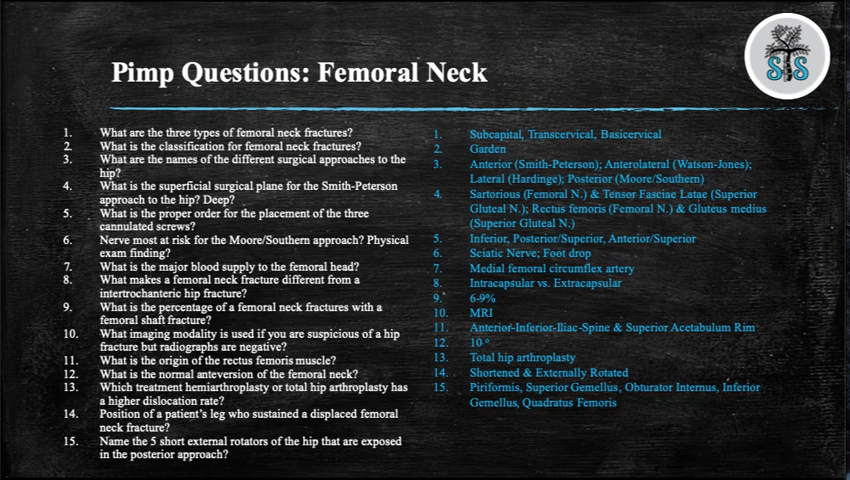 STS
Pimp Questions: Femoral Neck
1. What are the three types of femoral neck fractures?
2. What is the classification for femoral neck fractures?
3. What are the names of the different surgical approaches to the
hip?
4. What is the superficial surgical plane for the Smith-Peterson
approach to the hip? Deep?
5. What is the proper order for the placement of the three
cannulated screws?
6. Nerve most at risk for the Moore/Southern approach? Physical
exam finding?
7. What is the major blood supply to the femoral head?
8. What makes a femoral neck fracture different from a
intertrochanteric hip fracture?
9. What is the percentage of a femoral neck fractures with a
femoral shaft fracture?
10. What imaging modality is used if you are suspicious of a hip
fracture but radiographs are negative?
11. What is the origin of the rectus femoris muscle?
12. What is the normal anteversion of the femoral neck?
13. Which treatment hemiarthroplasty or total hip arthroplasty has
a higher dislocation rate?
14. Position of a patient's leg who sustained a displaced femoral
neck fracture?
15. Name the 5 short external rotators of the hip that are exposed
in the posterior approach?
1. Subcapital, Transcervical, Basicervical
2. Garden
3. Anterior (Smith-Peterson); Anterolateral (Watson-Jones);
Lateral (Hardinge); Posterior (Moore/Southern)
4. Sartorious (Femoral N.) & Tensor Fasciae Latae (Superior
Gluteal N.); Rectus femoris (Femoral N.) & Gluteus medius
(Superior Gluteal N.)
5. Inferior, Posterior/Superior, Anterior/Superior
6. Sciatic Nerve; Foot drop
7. Medial femoral circumflex artery
8. Intracapsular vs. Extracapsular
9. 6-9%
10. MRI
11. Anterior-Inferior-Iliac-Spine & Superior Acetabulum Rim
12. 10 º
13. Total hip arthroplasty
14. Shortened & Externally Rotated
15. Piriformis, Superior Gemellus, Obturator Internus, Inferior
Gemellus, Quadratus Femoris